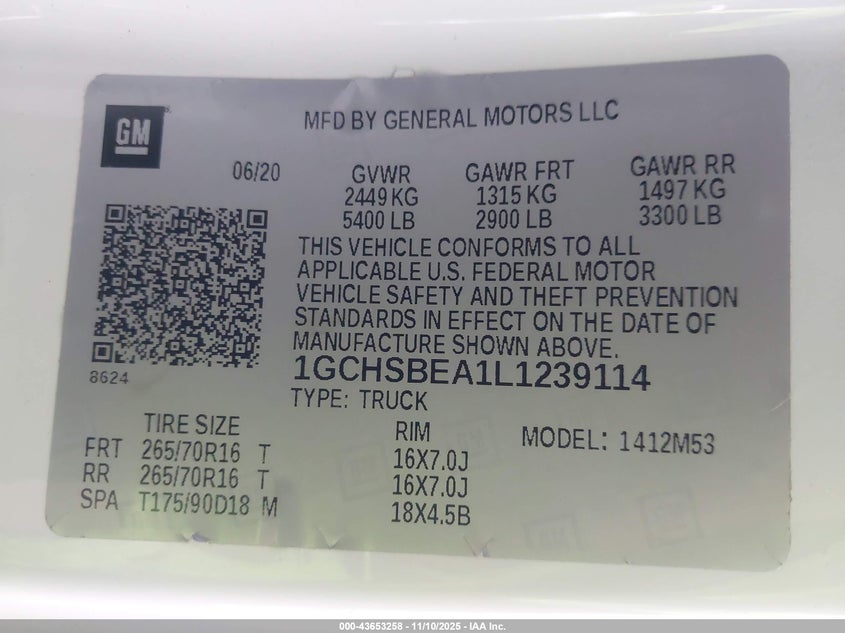 GM
MFD BY GENERAL MOTORS LLC
06/20
GVWR GAWR FRT GAWR RR
2449 KG 1315 KG 1497 KG
5400 LB 2900 LB 3300 LB
THIS VEHICLE CONFORMS TO ALL
APPLICABLE U.S. FEDERAL MOTOR
VEHICLE SAFETY AND THEFT PREVENTION
STANDARDS IN EFFECT ON THE DATE OF
MANUFACTURE SHOWN ABOVE.
8624
1GCHSBEA1L1239114
TYPE: TRUCK
TIRE SIZE RIM MODEL: 1412M53
FRT 265/70R16 T 16X7.0J
RR 265/70R16 T 16X7.0J
SPA T175/90D18 M 18X4.5B
000-43653258 - 11/10/2025 - IAA Inc.